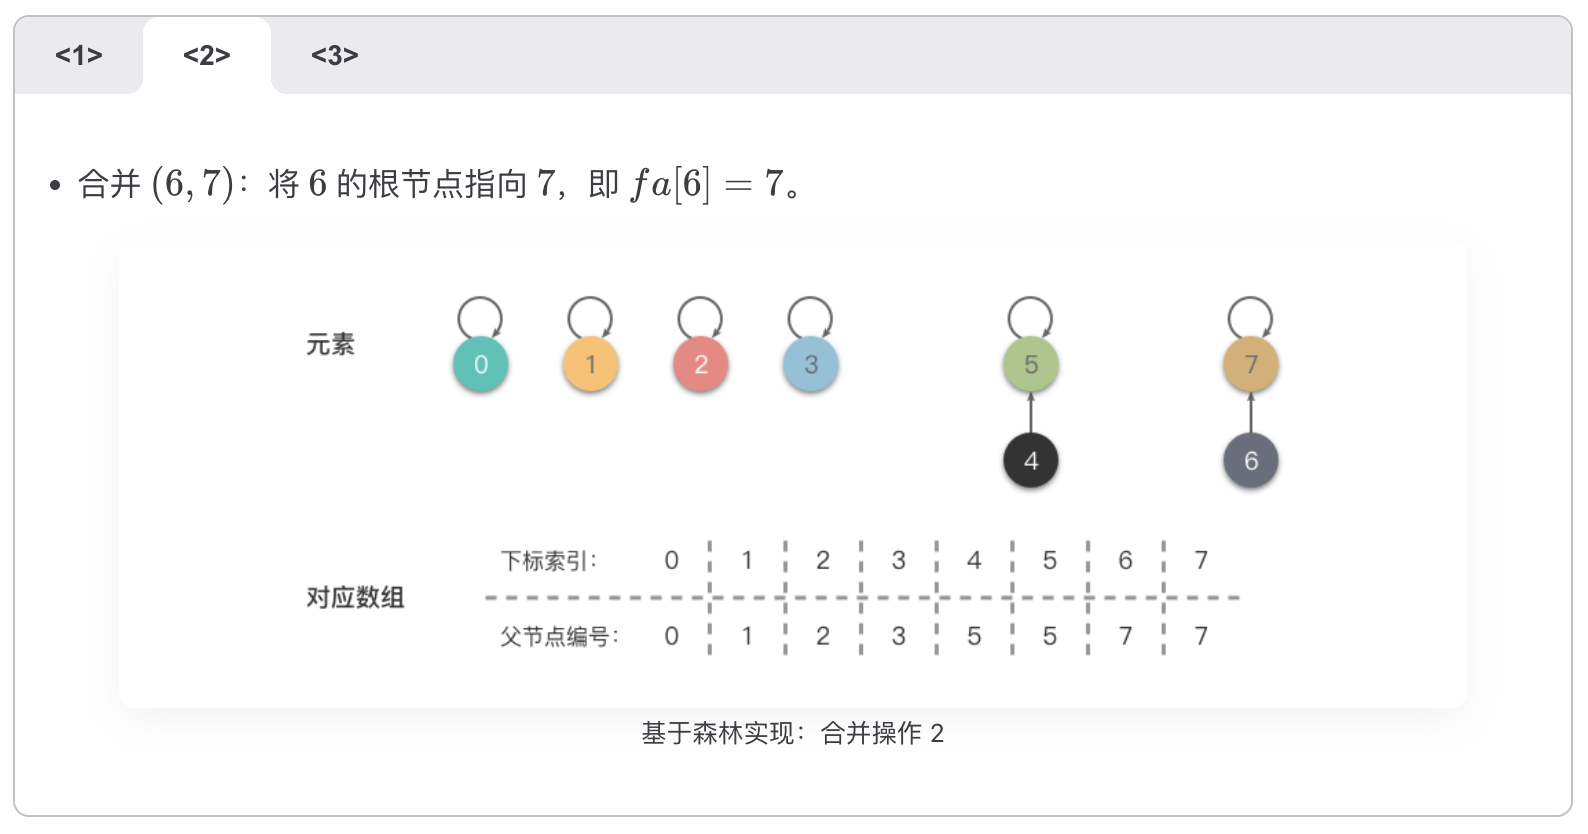 <1> <2> <3>
• 合并 (6, 7)：将 6 的根节点指向 7，即 fa[6] = 7。
元素
0 1 2 3 5 7
4 6
对应数组
下标索引： 0 1 2 3 4 5 6 7
父节点编号： 0 1 2 3 5 5 7 7
基于森林实现：合并操作 2